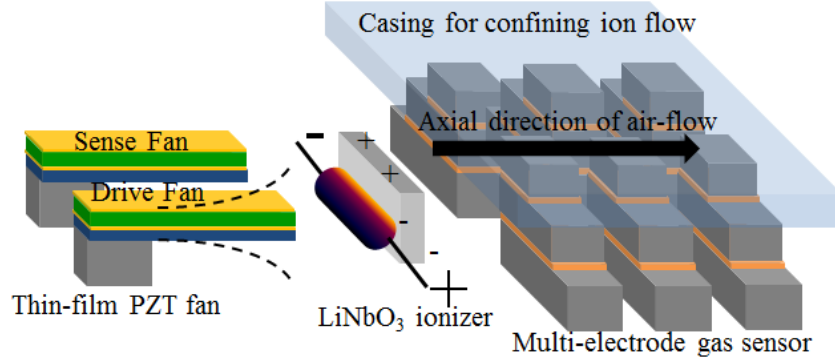 Casing for confining ion flow
Axial direction of air-flow
Sense Fan
Drive Fan
-
+
+
-
-
+
Thin-film PZT fan
LiNbO₃ ionizer
Multi-electrode gas sensor